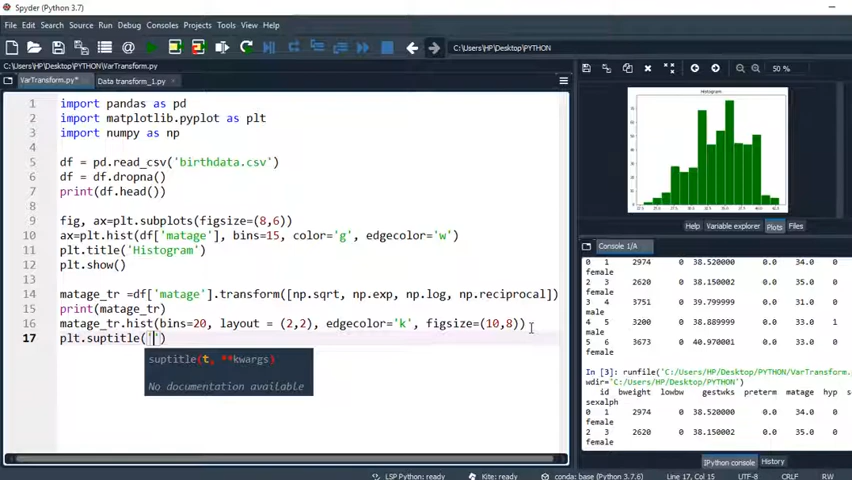 Spyder (Python 3.7)
File Edit Search Source Run Debug Consoles Projects Tools View Help
C:\Users\HP\Desktop\PYTHON
C:\Users\HP\Desktop\PYTHON
VarTransform.py* Data transform_1.py
50 %
1 import pandas as pd
2 import matplotlib.pyplot as plt
3 import numpy as np
4
5 df = pd.read_csv('birthdata.csv')
6 df = df.dropna()
7 print(df.head())
8
9 fig, ax=plt.subplots(figsize=(8,6))
10 ax=plt.hist(df['matage'], bins=15, color='g', edgecolor='w')
11 plt.title('Histogram')
12 plt.show()
13
14 matage_tr =df['matage'].transform([np.sqrt, np.exp, np.log, np.reciprocal])
15 print(matage_tr)
16 matage_tr.hist(bins=20, layout = (2,2), edgecolor='k', figsize=(10,8))
17 plt.suptitle('')
suptitle(t, **kwargs)
No documentation available
Histogram
Help Variable explorer Plots Files
Console 1/A
0 1 2974 0 38.520000 0.0 34.0 0
female
2 3 2620 0 38.150002 0.0 35.0 0
female
3 4 3751 0 39.799999 0.0 31.0 0
female
4 5 3200 0 38.889999 0.0 33.0 1
female
5 6 3673 0 40.970001 0.0 33.0 0
female
In [3]: runfile('C:/Users/HP/Desktop/PYTHON/
wdir='C:/Users/HP/Desktop/PYTHON')
id bweight lowbw gestwks preterm matage hyp
sexalph
0 1 2974 0 38.520000 0.0 34.0 0
female
2 3 2620 0 38.150002 0.0 35.0 0
female
IPython console History
LSP Python: ready Kite: ready conda: base (Python 3.7.6) Line 17, Col 15 UTF-8 CRLF RW